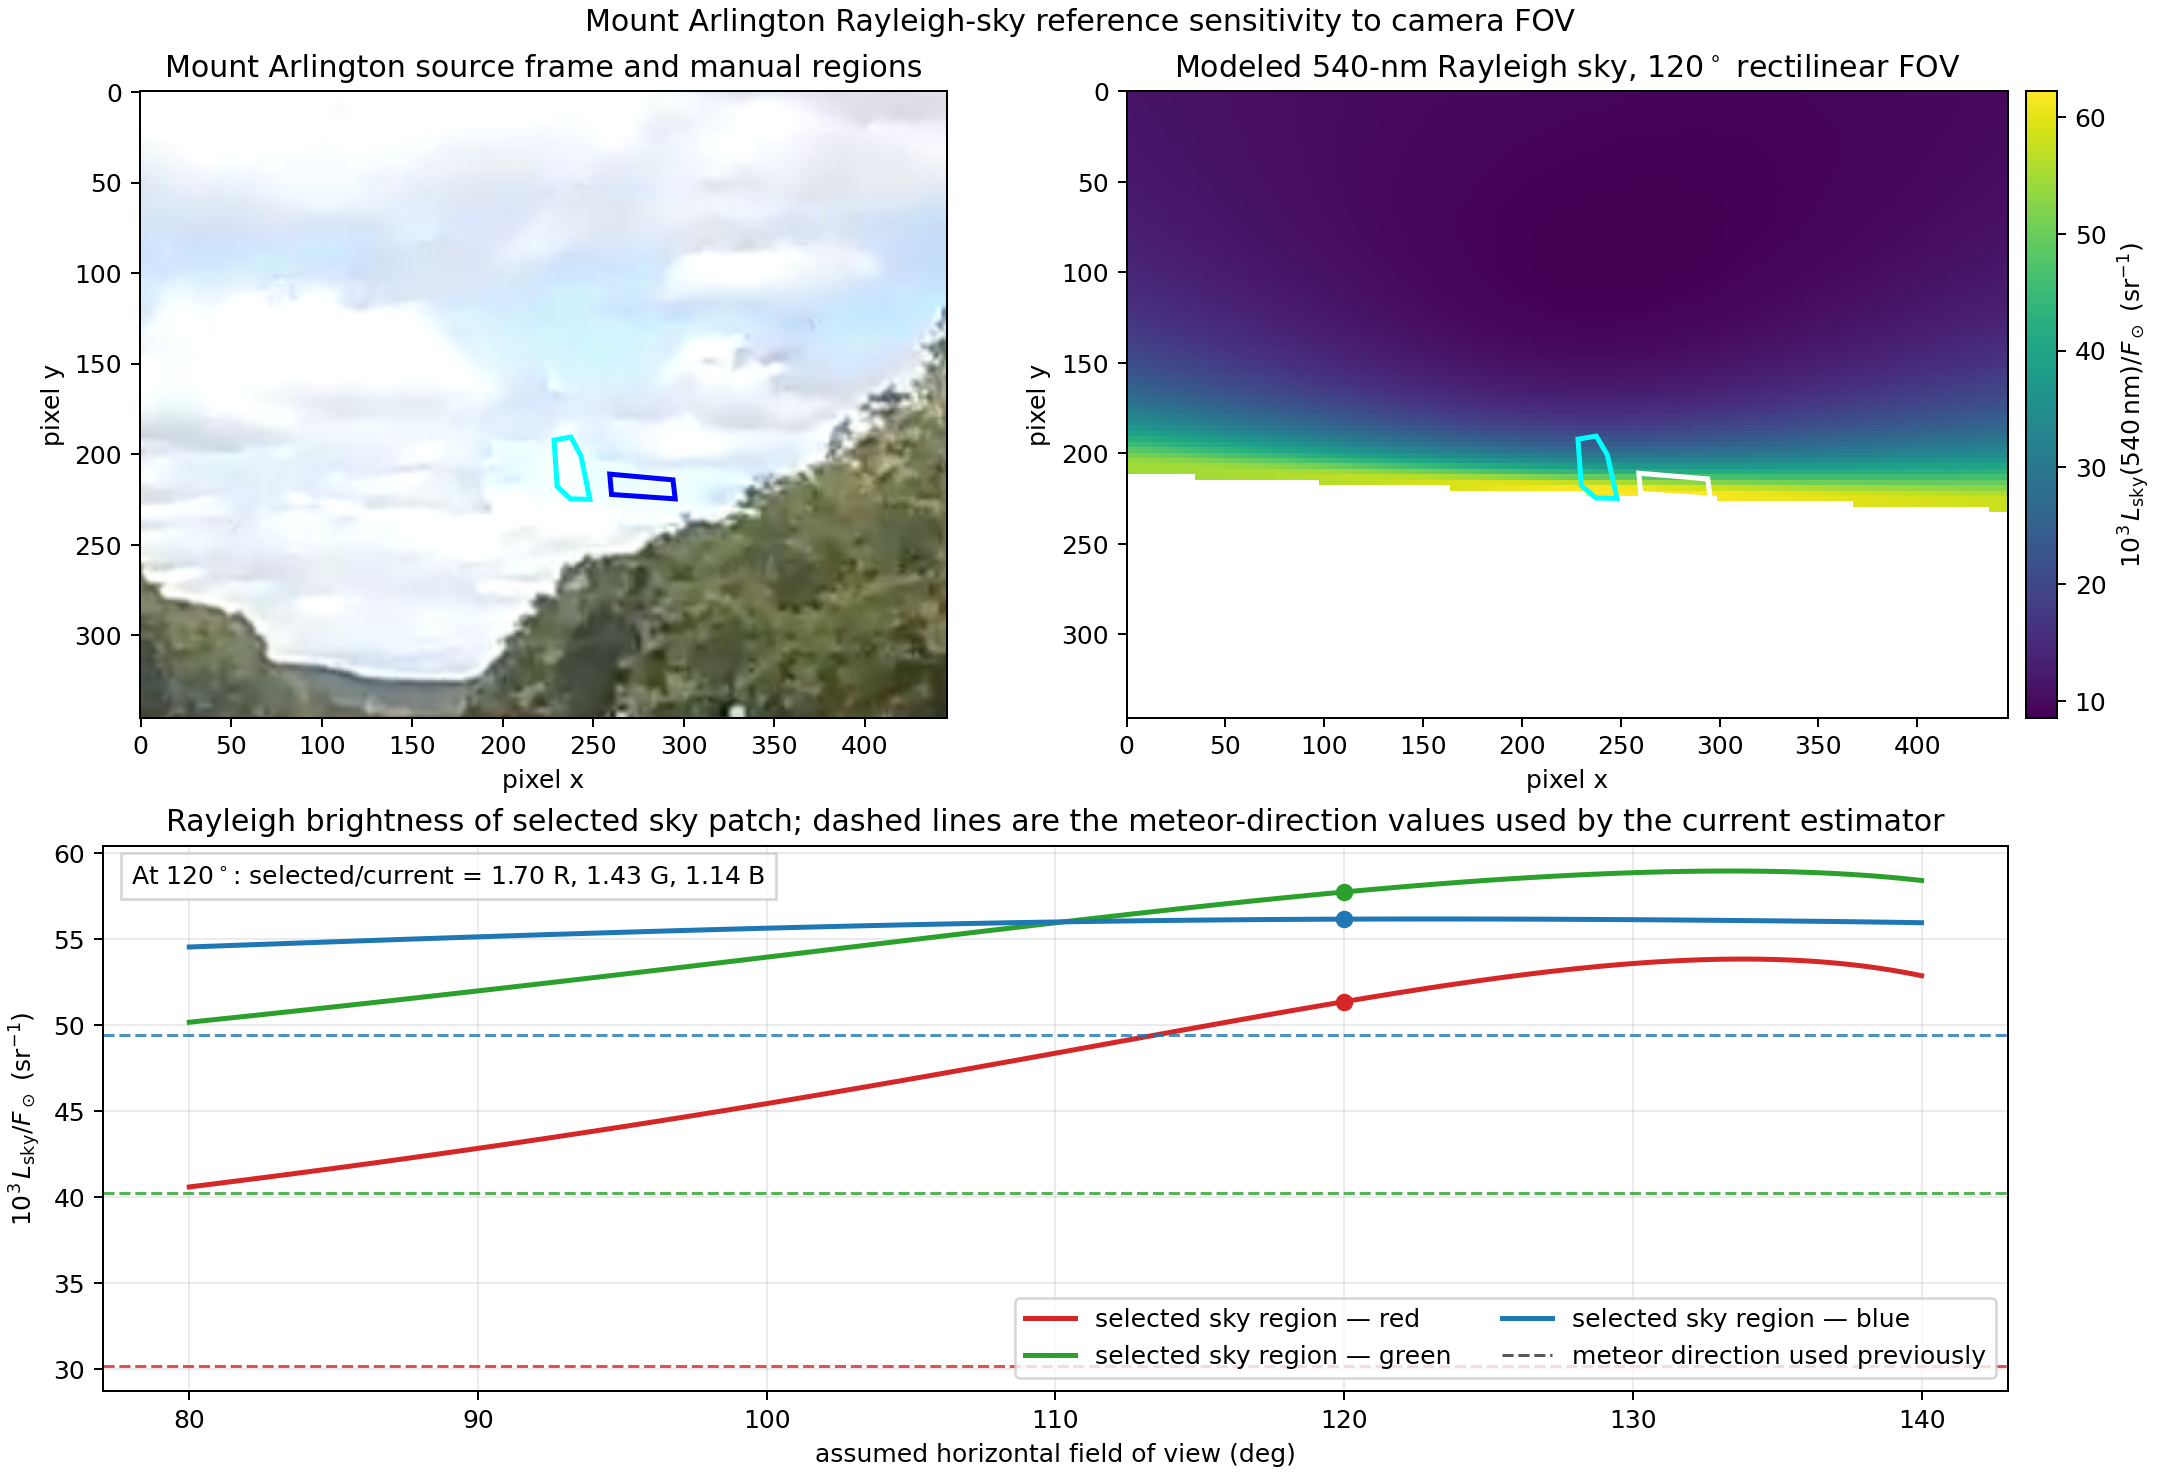 Mount Arlington Rayleigh-sky reference sensitivity to camera FOV
Mount Arlington source frame and manual regions
0
50
100
150
200
250
300
pixel y
0 50 100 150 200 250 300 350 400
pixel x
Modeled 540-nm Rayleigh sky, 120° rectilinear FOV
0
50
100
150
200
250
300
pixel y
0 50 100 150 200 250 300 350 400
pixel x
60
50
40
30
20
10
10³ L_sky(540 nm)/F_⊙ (sr⁻¹)
Rayleigh brightness of selected sky patch; dashed lines are the meteor-direction values used by the current estimator
At 120°: selected/current = 1.70 R, 1.43 G, 1.14 B
60
55
50
45
40
35
30
10³ L_sky/F_⊙ (sr⁻¹)
selected sky region — red
selected sky region — green
selected sky region — blue
meteor direction used previously
80 90 100 110 120 130 140
assumed horizontal field of view (deg)